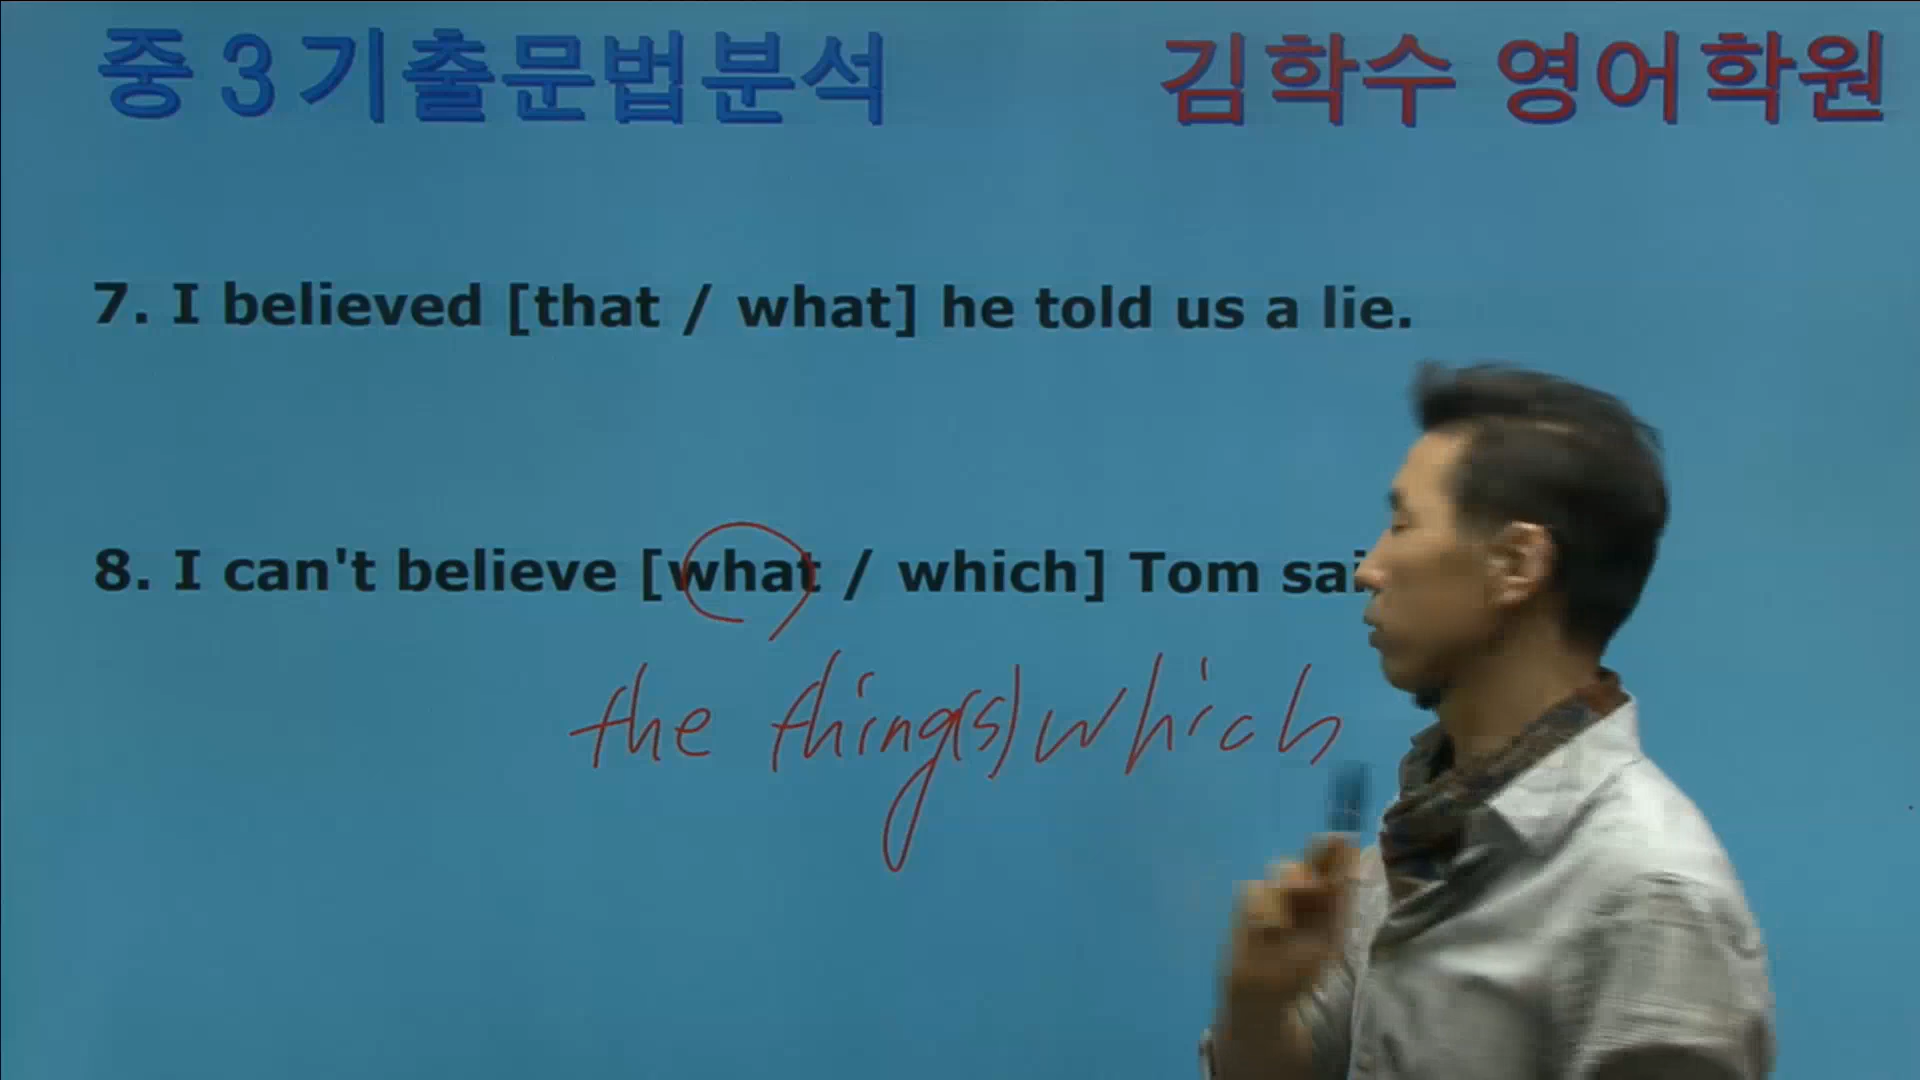 중3기출문법분석 김학수 영어학원
7. I believed [that / what] he told us a lie.
8. I can't believe [what / which] Tom sai
the thing(s) which